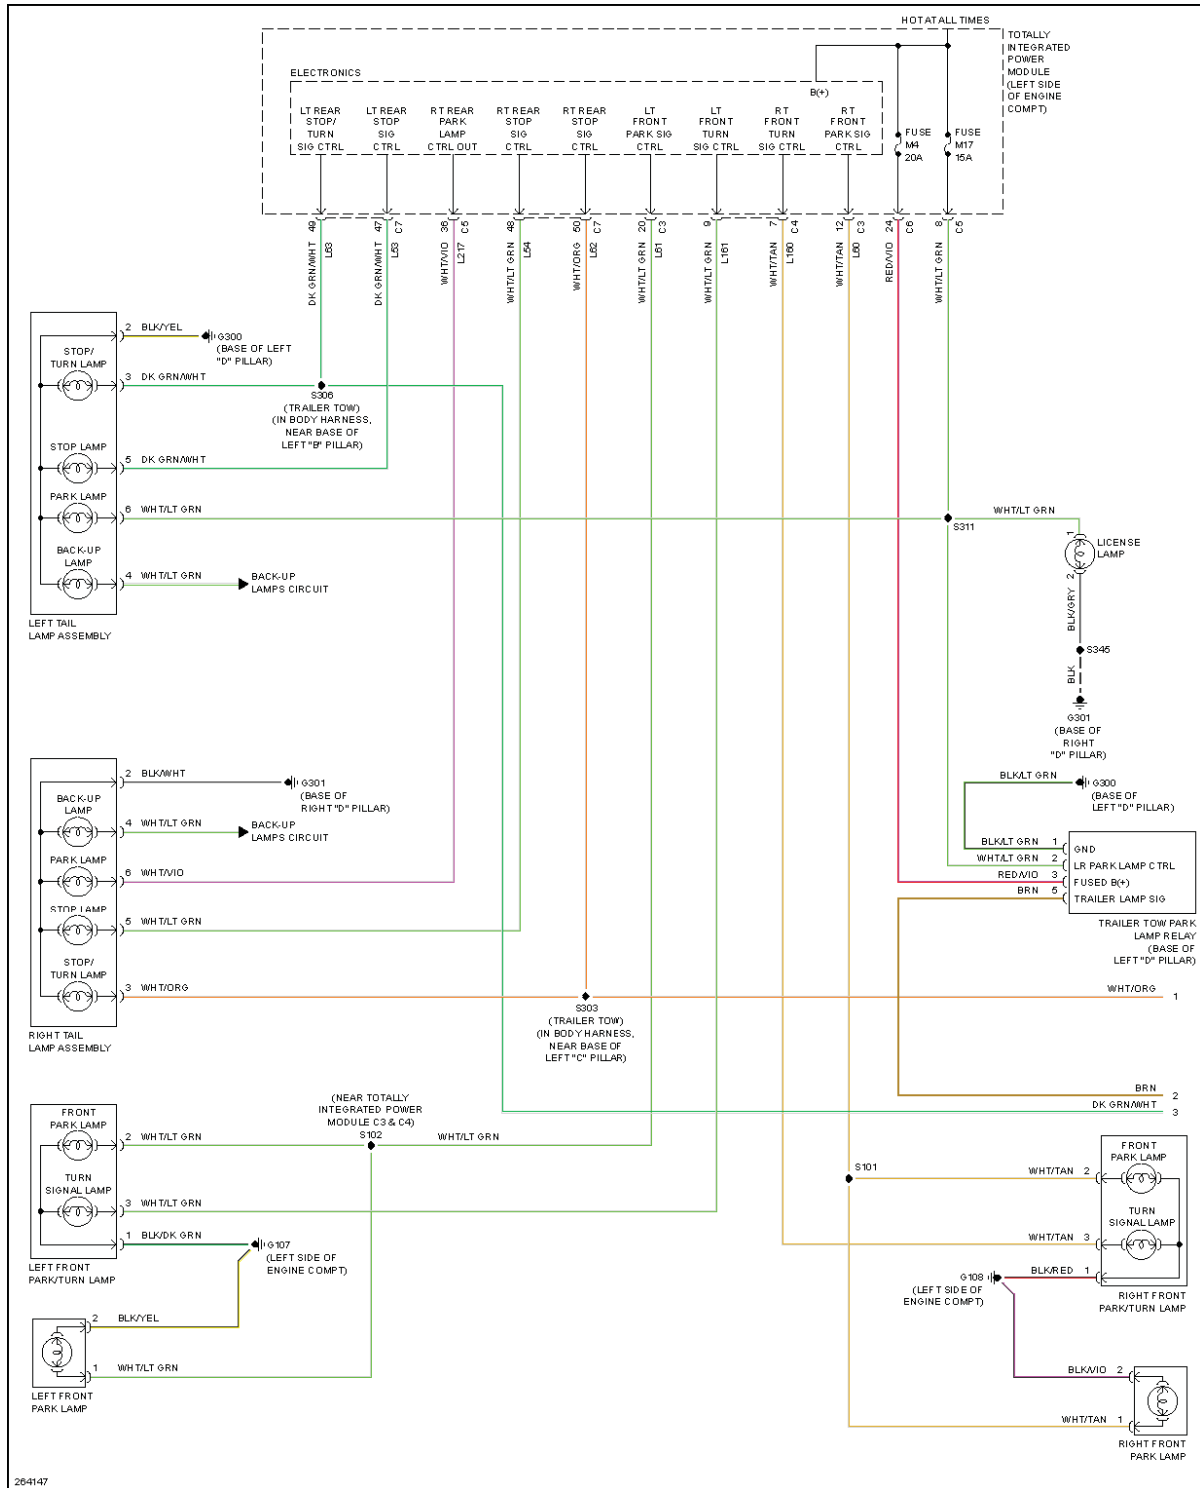 HOT AT ALL TIMES
TOTALLY
INTEGRATED
POWER
MODULE
(LEFT SIDE
OF ENGINE
COMPT)
ELECTRONICS
B(+)
LT REAR
STOP/
TURN
SIG CTRL
LT REAR
STOP
SIG
CTRL
RT REAR
PARK
LAMP
CTRL OUT
RT REAR
STOP
SIG
CTRL
RT REAR
STOP
SIG
CTRL
LT
FRONT
PARK SIG
CTRL
LT
FRONT
TURN
SIG CTRL
RT
FRONT
TURN
SIG CTRL
RT
FRONT
PARK SIG
CTRL
FUSE
M4
20A
FUSE
M17
15A
49
47
C7
36
C5
48
50
C7
20
C3
9
7
C4
12
C3
24
C6
8
C5
DK GRN/WHT
L63
DK GRN/WHT
L53
WHT/VIO
L217
WHT/LT GRN
L54
WHT/ORG
L62
WHT/LT GRN
L61
WHT/LT GRN
L161
WHT/TAN
L160
WHT/TAN
L60
RED/VIO
WHT/LT GRN
2 BLK/YEL
G300
(BASE OF LEFT
"D" PILLAR)
STOP/
TURN LAMP
3 DK GRN/WHT
S306
(TRAILER TOW)
(IN BODY HARNESS,
NEAR BASE OF
LEFT "B" PILLAR)
STOP LAMP
5 DK GRN/WHT
PARK LAMP
6 WHT/LT GRN
BACK-UP
LAMP
4 WHT/LT GRN
BACK-UP
LAMPS CIRCUIT
LEFT TAIL
LAMP ASSEMBLY
WHT/LT GRN
S311
1
LICENSE
LAMP
2
BLK/GRY
S345
BLK
G301
(BASE OF
RIGHT
"D" PILLAR)
2 BLK/WHT
G301
(BASE OF
RIGHT "D" PILLAR)
BACK-UP
LAMP
4 WHT/LT GRN
BACK-UP
LAMPS CIRCUIT
PARK LAMP
6 WHT/VIO
STOP LAMP
5 WHT/LT GRN
STOP/
TURN LAMP
3 WHT/ORG
RIGHT TAIL
LAMP ASSEMBLY
S303
(TRAILER TOW)
(IN BODY HARNESS,
NEAR BASE OF
LEFT "C" PILLAR)
BLK/LT GRN
G300
(BASE OF
LEFT "D" PILLAR)
BLK/LT GRN 1 GND
WHT/LT GRN 2 LR PARK LAMP CTRL
RED/VIO 3 FUSED B(+)
BRN 5 TRAILER LAMP SIG
TRAILER TOW PARK
LAMP RELAY
(BASE OF
LEFT "D" PILLAR)
WHT/ORG 1
BRN 2
DK GRN/WHT 3
(NEAR TOTALLY
INTEGRATED POWER
MODULE C3 & C4)
S102
WHT/LT GRN
FRONT
PARK LAMP
2 WHT/LT GRN
TURN
SIGNAL LAMP
3 WHT/LT GRN
1 BLK/DK GRN
G107
(LEFT SIDE OF
ENGINE COMPT)
LEFT FRONT
PARK/TURN LAMP
2 BLK/YEL
1 WHT/LT GRN
LEFT FRONT
PARK LAMP
S101
FRONT
PARK LAMP
WHT/TAN 2
TURN
SIGNAL LAMP
WHT/TAN 3
BLK/RED 1
G108
(LEFT SIDE OF
ENGINE COMPT)
RIGHT FRONT
PARK/TURN LAMP
BLK/VIO 2
WHT/TAN 1
RIGHT FRONT
PARK LAMP
264147